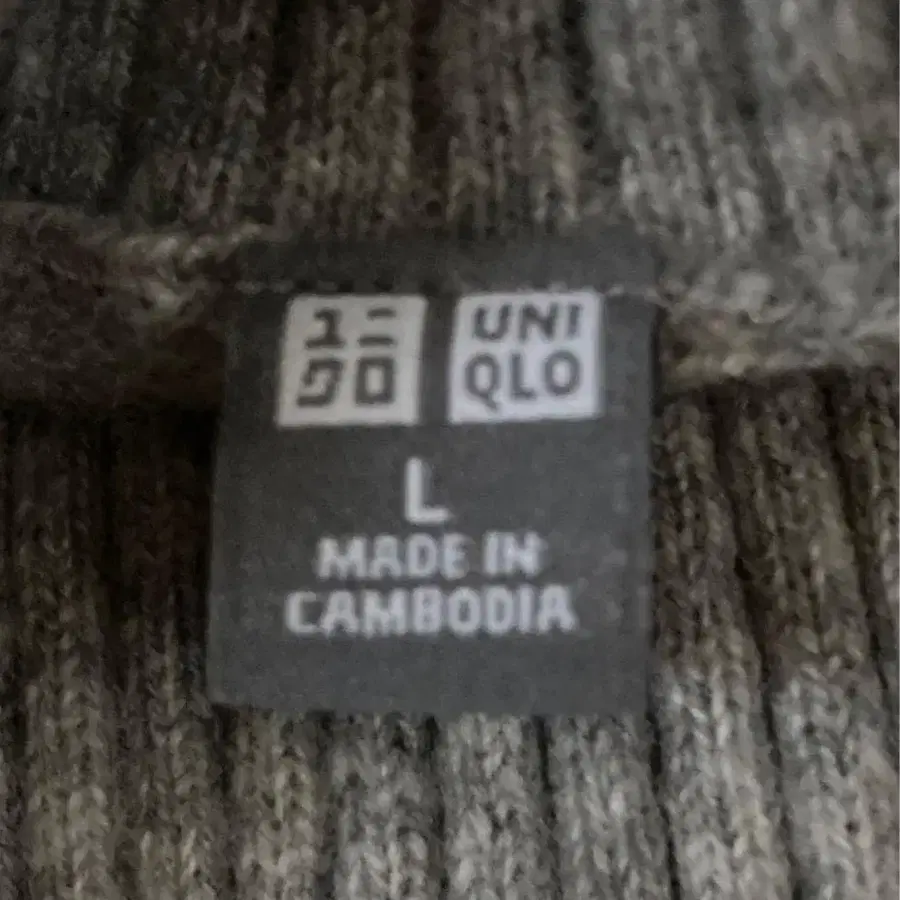 ユニ UNI
クロ QLO
L
MADE IN
CAMBODIA